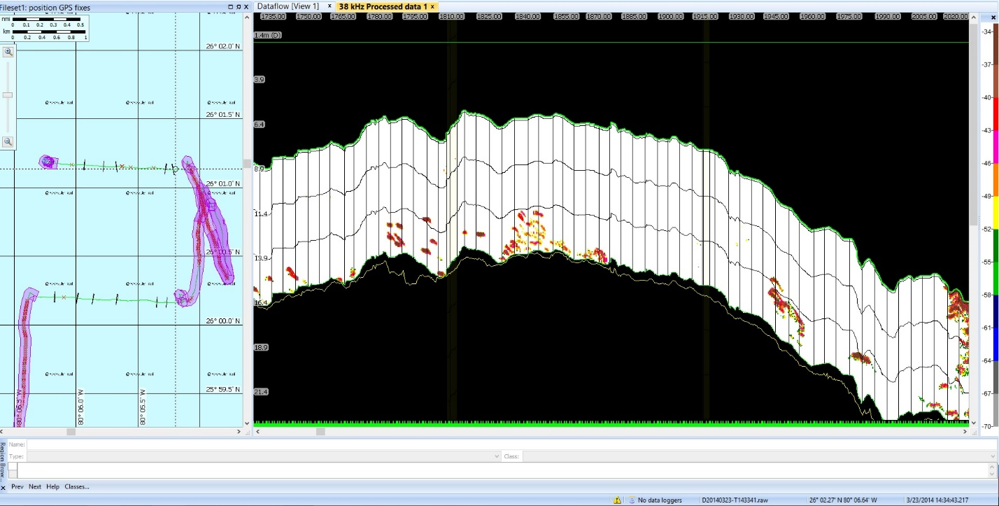 Fileset1: position GPS fixes
Dataflow [View 1] x 38 kHz Processed data 1 x
nmi
0 0.1 0.2 0.3 0.4 0.5
km
0 0.2 0.4 0.6 0.8 1
26° 02.0' N
26° 01.5' N
26° 01.0' N
26° 00.5' N
26° 00.0' N
25° 59.5' N
80° 06.5' W
80° 06.0' W
80° 05.5' W
1735.00 1750.00 1765.00 1780.00 1795.00 1810.00 1825.00 1840.00 1855.00 1870.00 1885.00 1900.00 1915.00 1930.00 1945.00 1960.00 1975.00 1990.00 2005.00 2020.00
1.4m (D)
3.9
6.4
8.9
11.4
13.9
16.4
18.9
21.4
-34
-37
-40
-43
-46
-49
-52
-55
-58
-61
-64
-67
-70
Region Brow...
Name:
Type: Class:
Prev Next Help Classes...
No data loggers D20140323-T143341.raw 26° 02.27' N 80° 06.64' W 3/23/2014 14:34:43.217